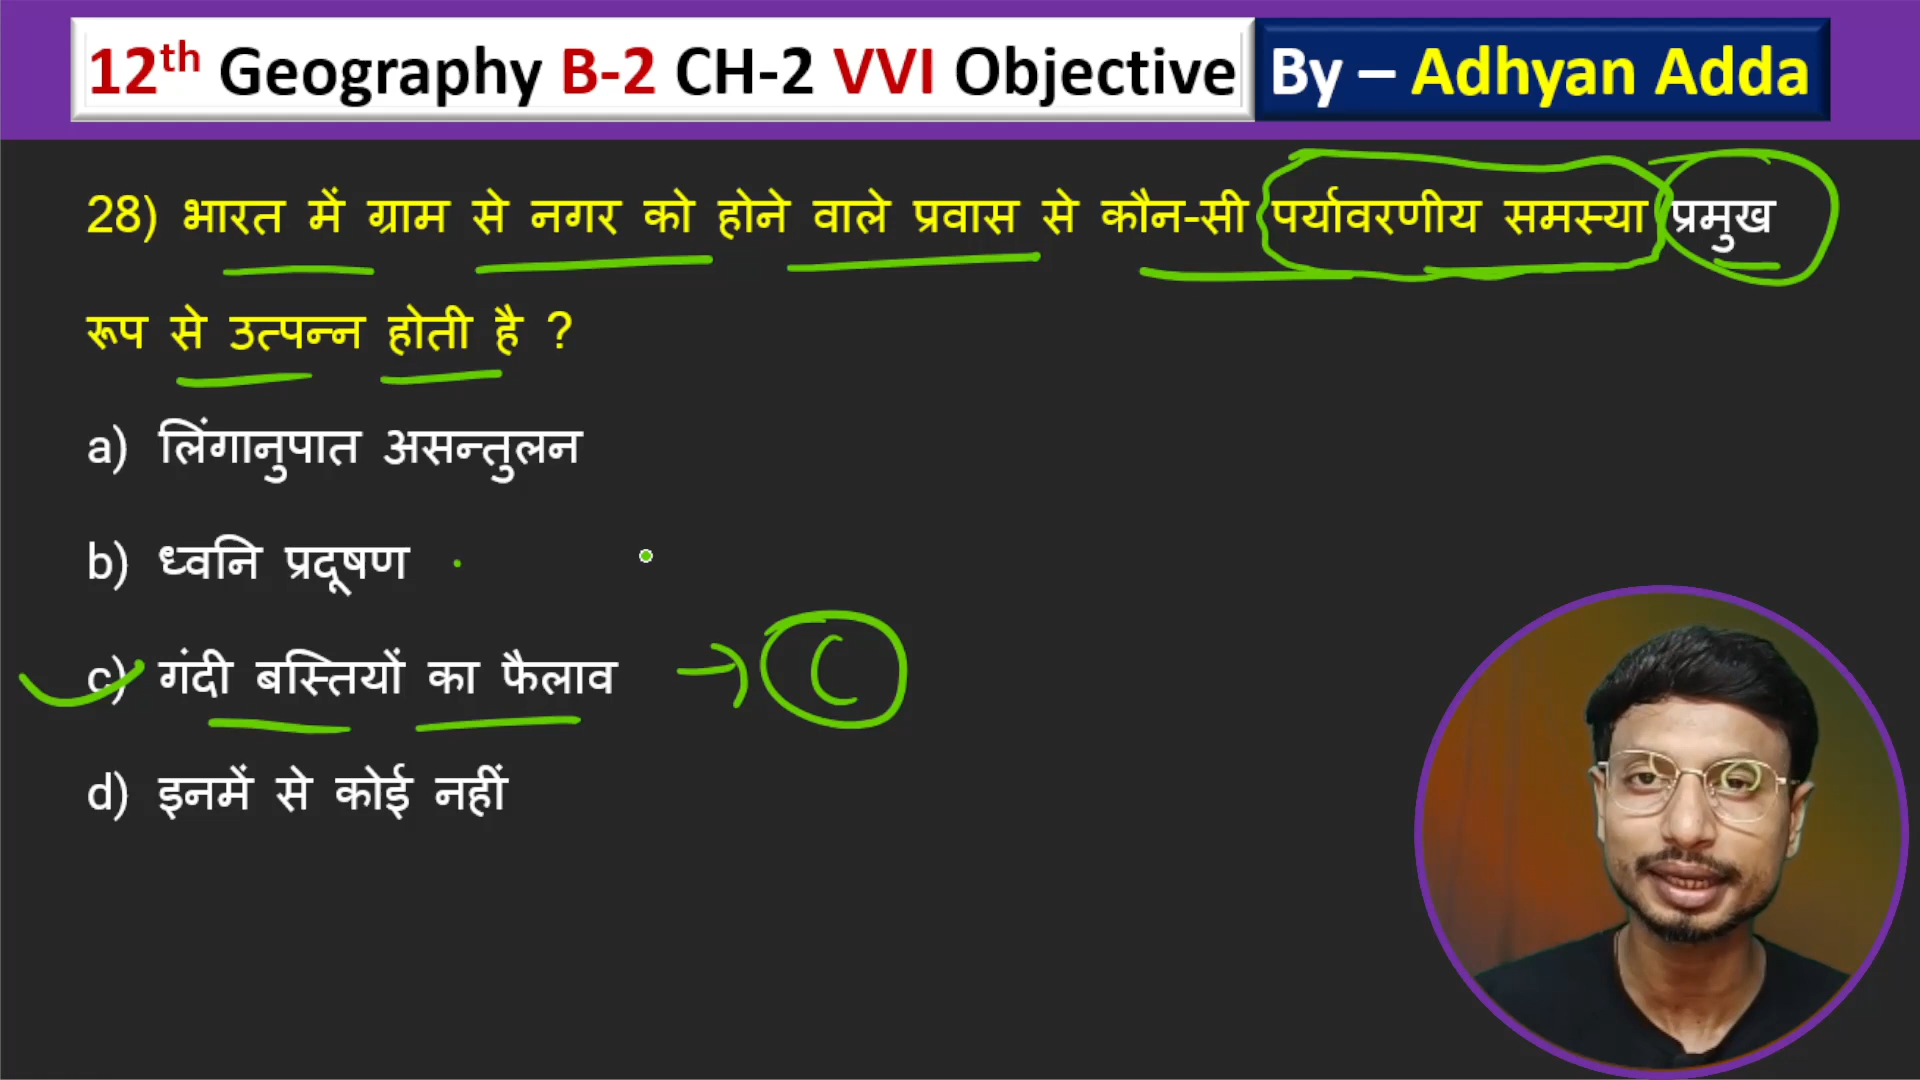 12th Geography B-2 CH-2 VVI Objective By – Adhyan Adda
28) भारत में ग्राम से नगर को होने वाले प्रवास से कौन-सी पर्यावरणीय समस्या प्रमुख
रूप से उत्पन्न होती है ?
a) लिंगानुपात असन्तुलन
b) ध्वनि प्रदूषण
c) गंदी बस्तियों का फैलाव → C
d) इनमें से कोई नहीं